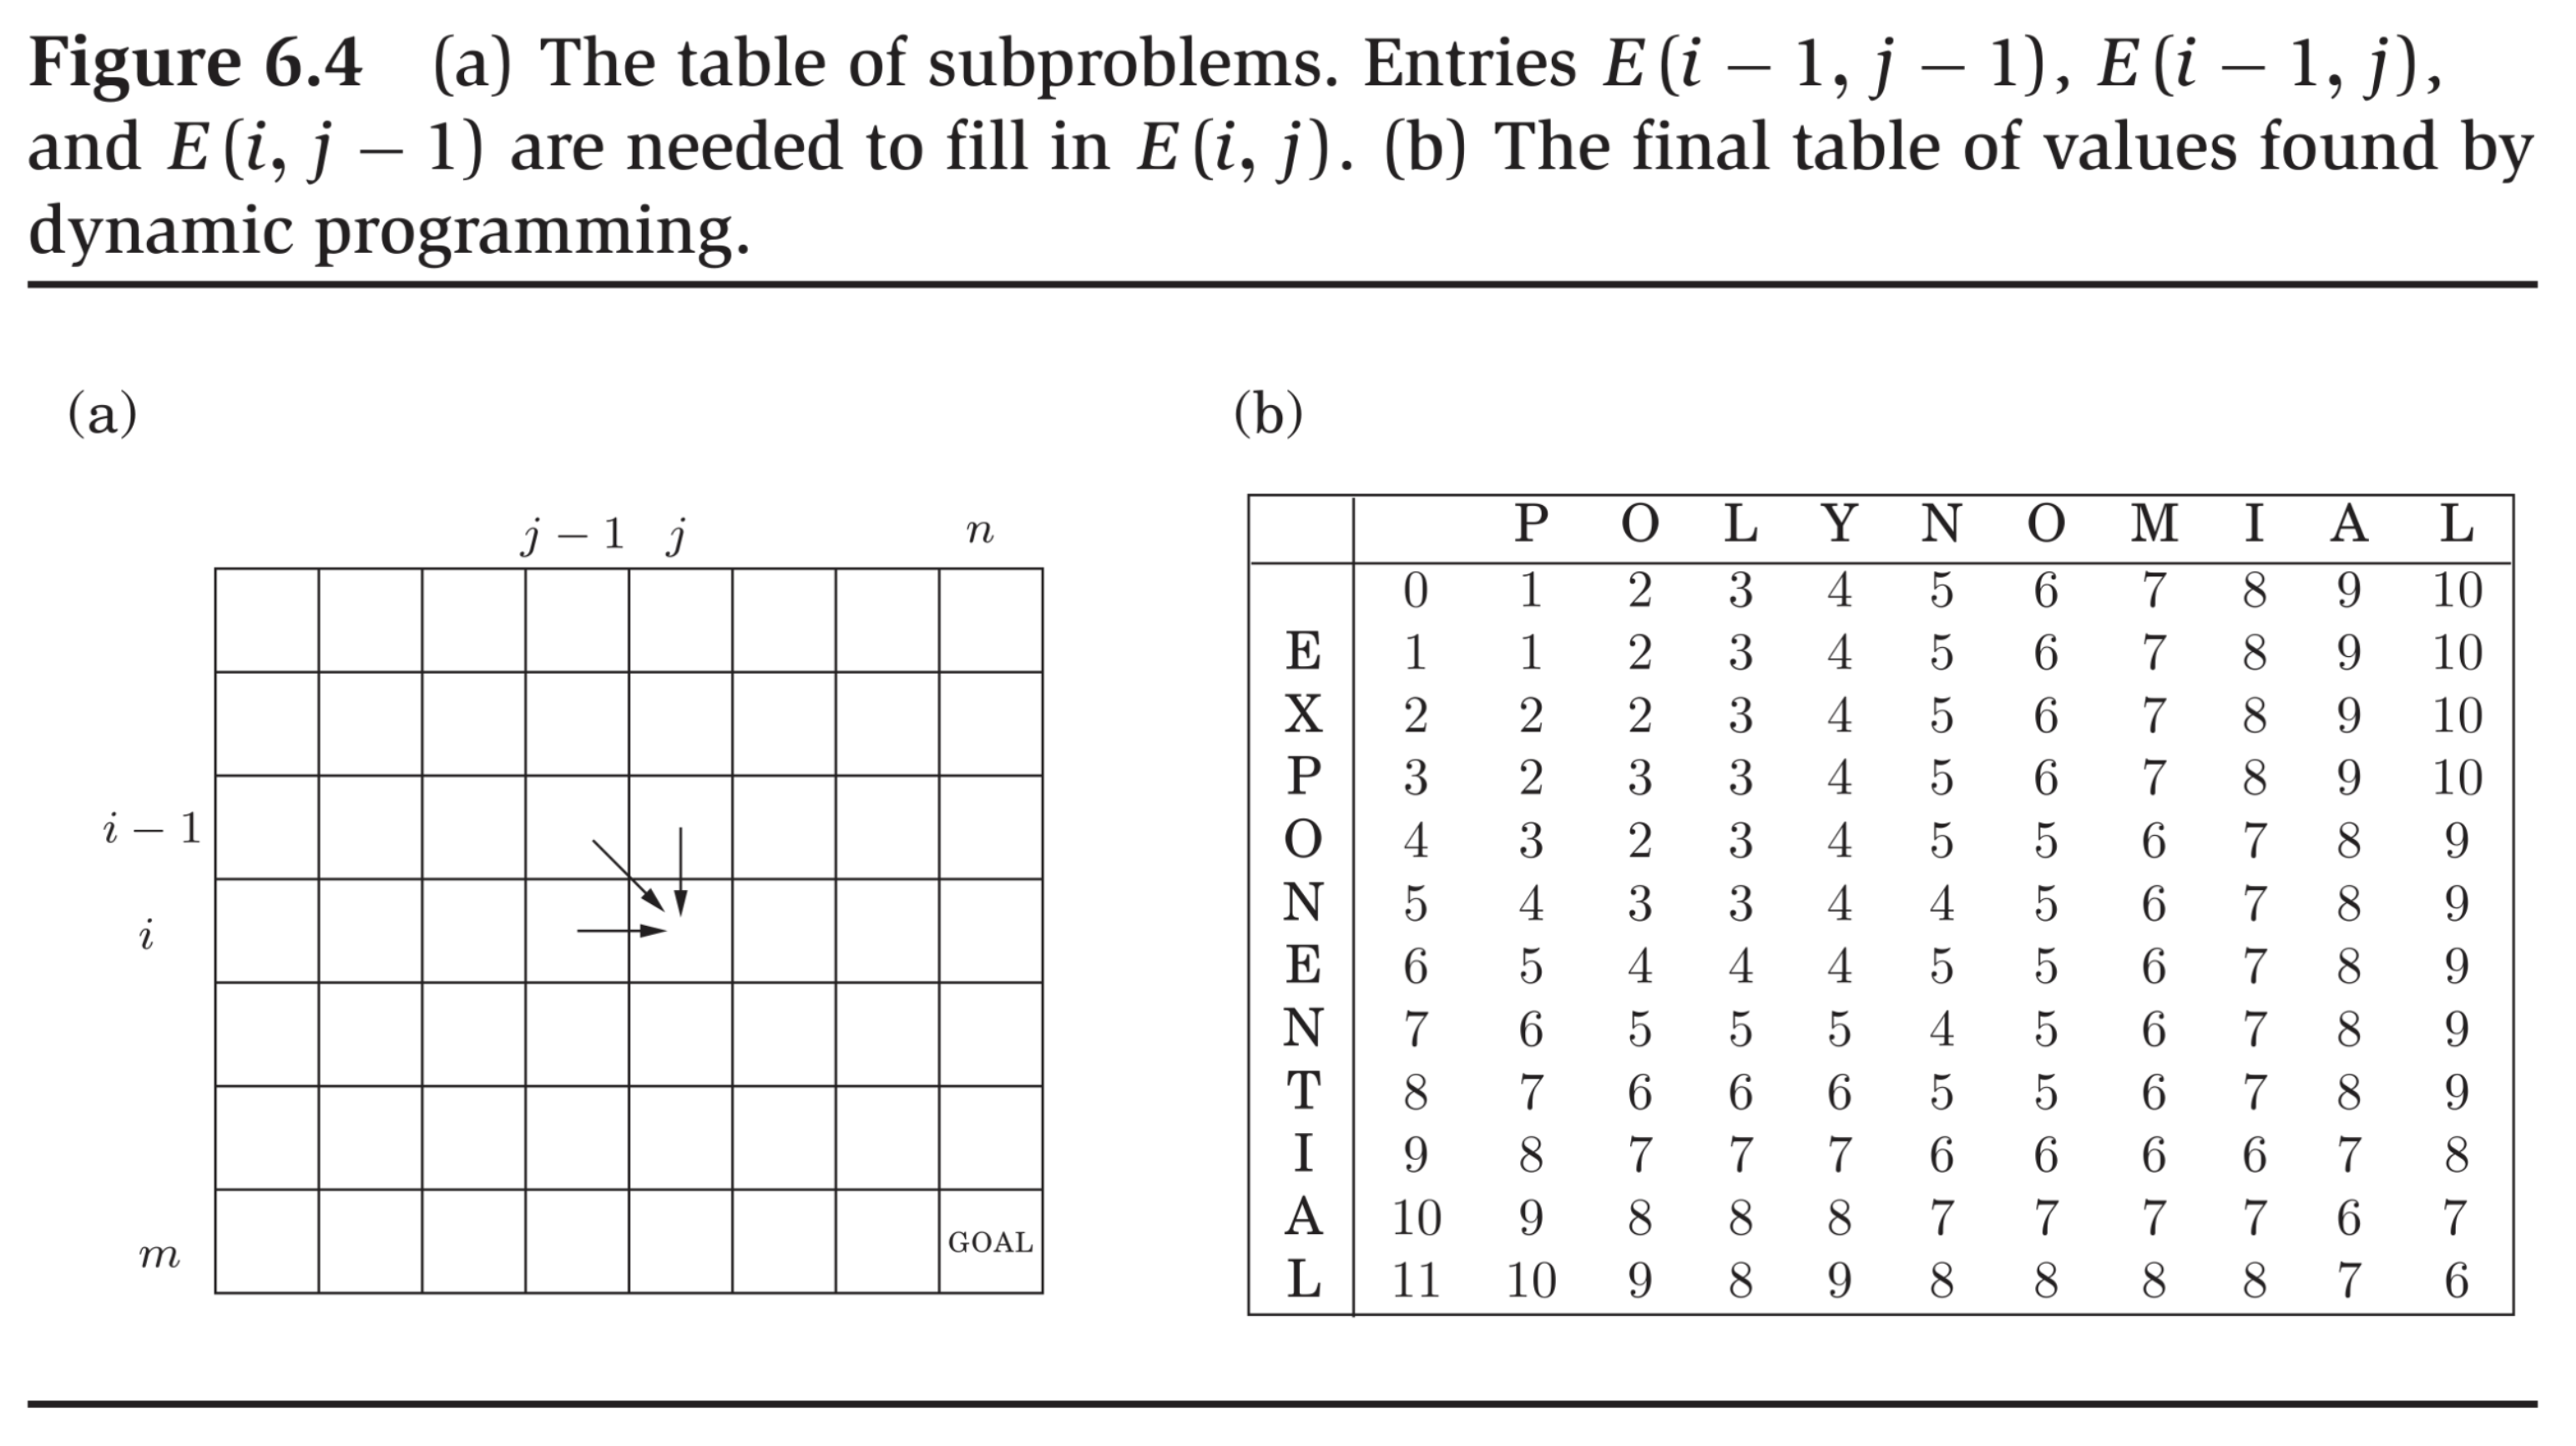 Figure 6.4 (a) The table of subproblems. Entries E(i − 1, j − 1), E(i − 1, j),
and E(i, j − 1) are needed to fill in E(i, j). (b) The final table of values found by
dynamic programming.
(a)
j − 1 j n
i − 1
i
m
GOAL
(b)
P O L Y N O M I A L
0 1 2 3 4 5 6 7 8 9 10
E 1 1 2 3 4 5 6 7 8 9 10
X 2 2 2 3 4 5 6 7 8 9 10
P 3 2 3 3 4 5 6 7 8 9 10
O 4 3 2 3 4 5 5 6 7 8 9
N 5 4 3 3 4 4 5 6 7 8 9
E 6 5 4 4 4 5 5 6 7 8 9
N 7 6 5 5 5 4 5 6 7 8 9
T 8 7 6 6 6 5 5 6 7 8 9
I 9 8 7 7 7 6 6 6 6 7 8
A 10 9 8 8 8 7 7 7 7 6 7
L 11 10 9 8 9 8 8 8 8 7 6